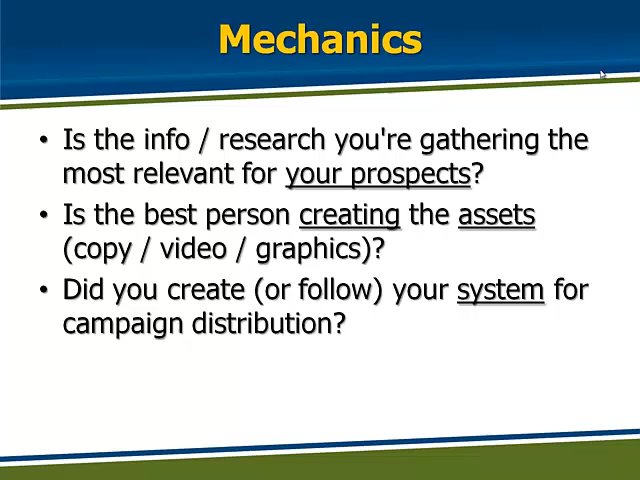 Mechanics
• Is the info / research you're gathering the
most relevant for your prospects?
• Is the best person creating the assets
(copy / video / graphics)?
• Did you create (or follow) your system for
campaign distribution?